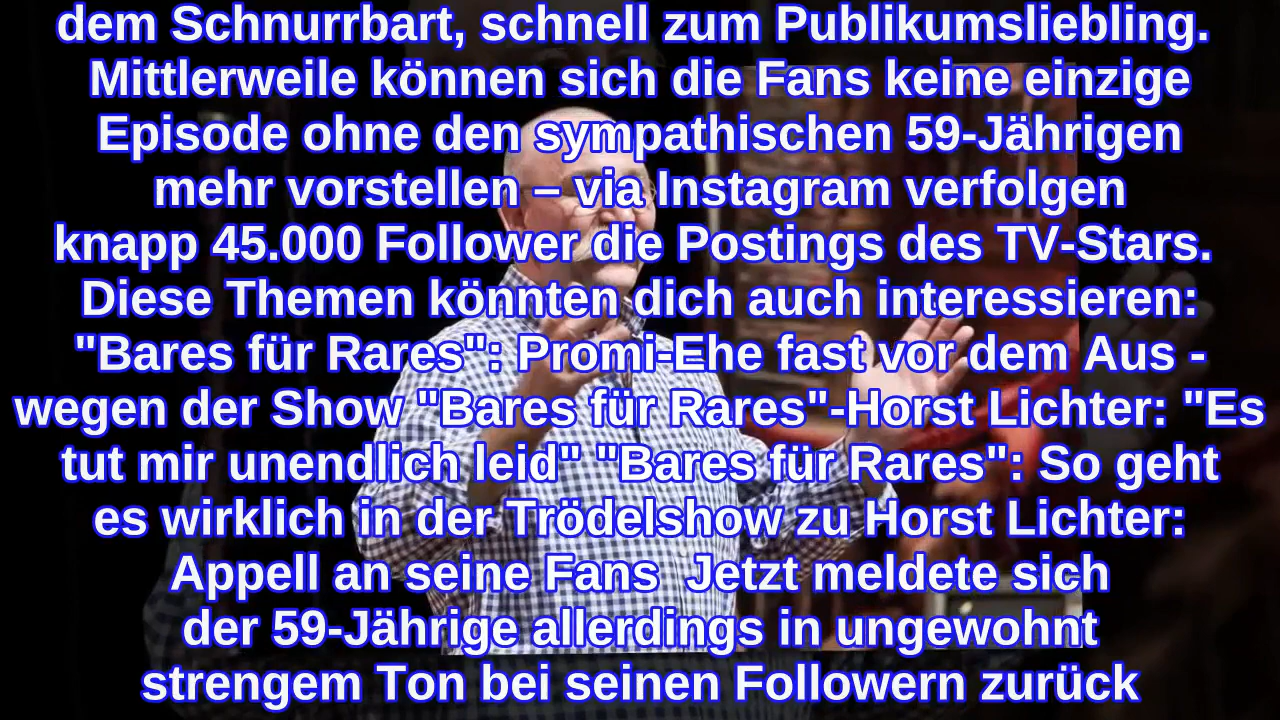 dem Schnurrbart, schnell zum Publikumsliebling.
Mittlerweile können sich die Fans keine einzige
Episode ohne den sympathischen 59-Jährigen
mehr vorstellen – via Instagram verfolgen
knapp 45.000 Follower die Postings des TV-Stars.
Diese Themen könnten dich auch interessieren:
"Bares für Rares": Promi-Ehe fast vor dem Aus -
wegen der Show "Bares für Rares"-Horst Lichter: "Es
tut mir unendlich leid" "Bares für Rares": So geht
es wirklich in der Trödelshow zu Horst Lichter:
Appell an seine Fans  Jetzt meldete sich
der 59-Jährige allerdings in ungewohnt
strengem Ton bei seinen Followern zurück